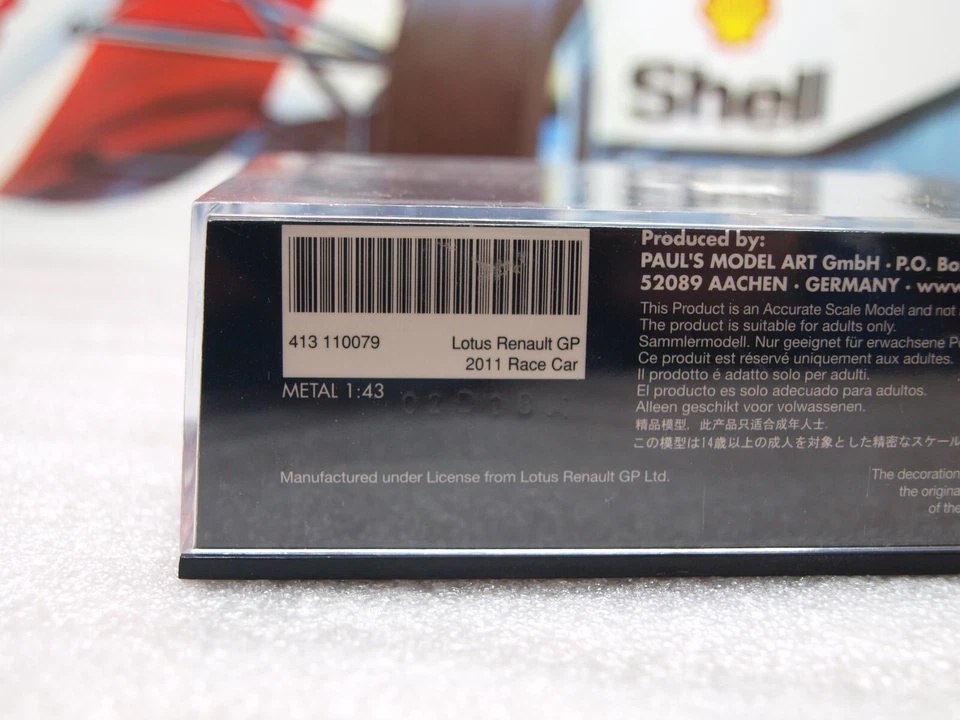 Shell
413 110079
Lotus Renault GP
2011 Race Car
METAL 1:43
Manufactured under License from Lotus Renault GP Ltd.
Produced by:
PAUL'S MODEL ART GmbH · P.O.
52089 AACHEN · GERMANY ·
This Product is an Accurate Scale Model and not
The product is suitable for adults only.
Sammlermodell. Nur geeignet für erwachsene
Ce produit est réservé uniquement aux adultes.
Il prodotto é adatto solo per adulti.
El producto es solo adecuado para adultos.
Alleen geschikt voor volwassenen.
精品模型，此产品只适合成年人士.
この模型は14歳以上の成人を対象とした精密なスケール
The decoration
the origina
of the